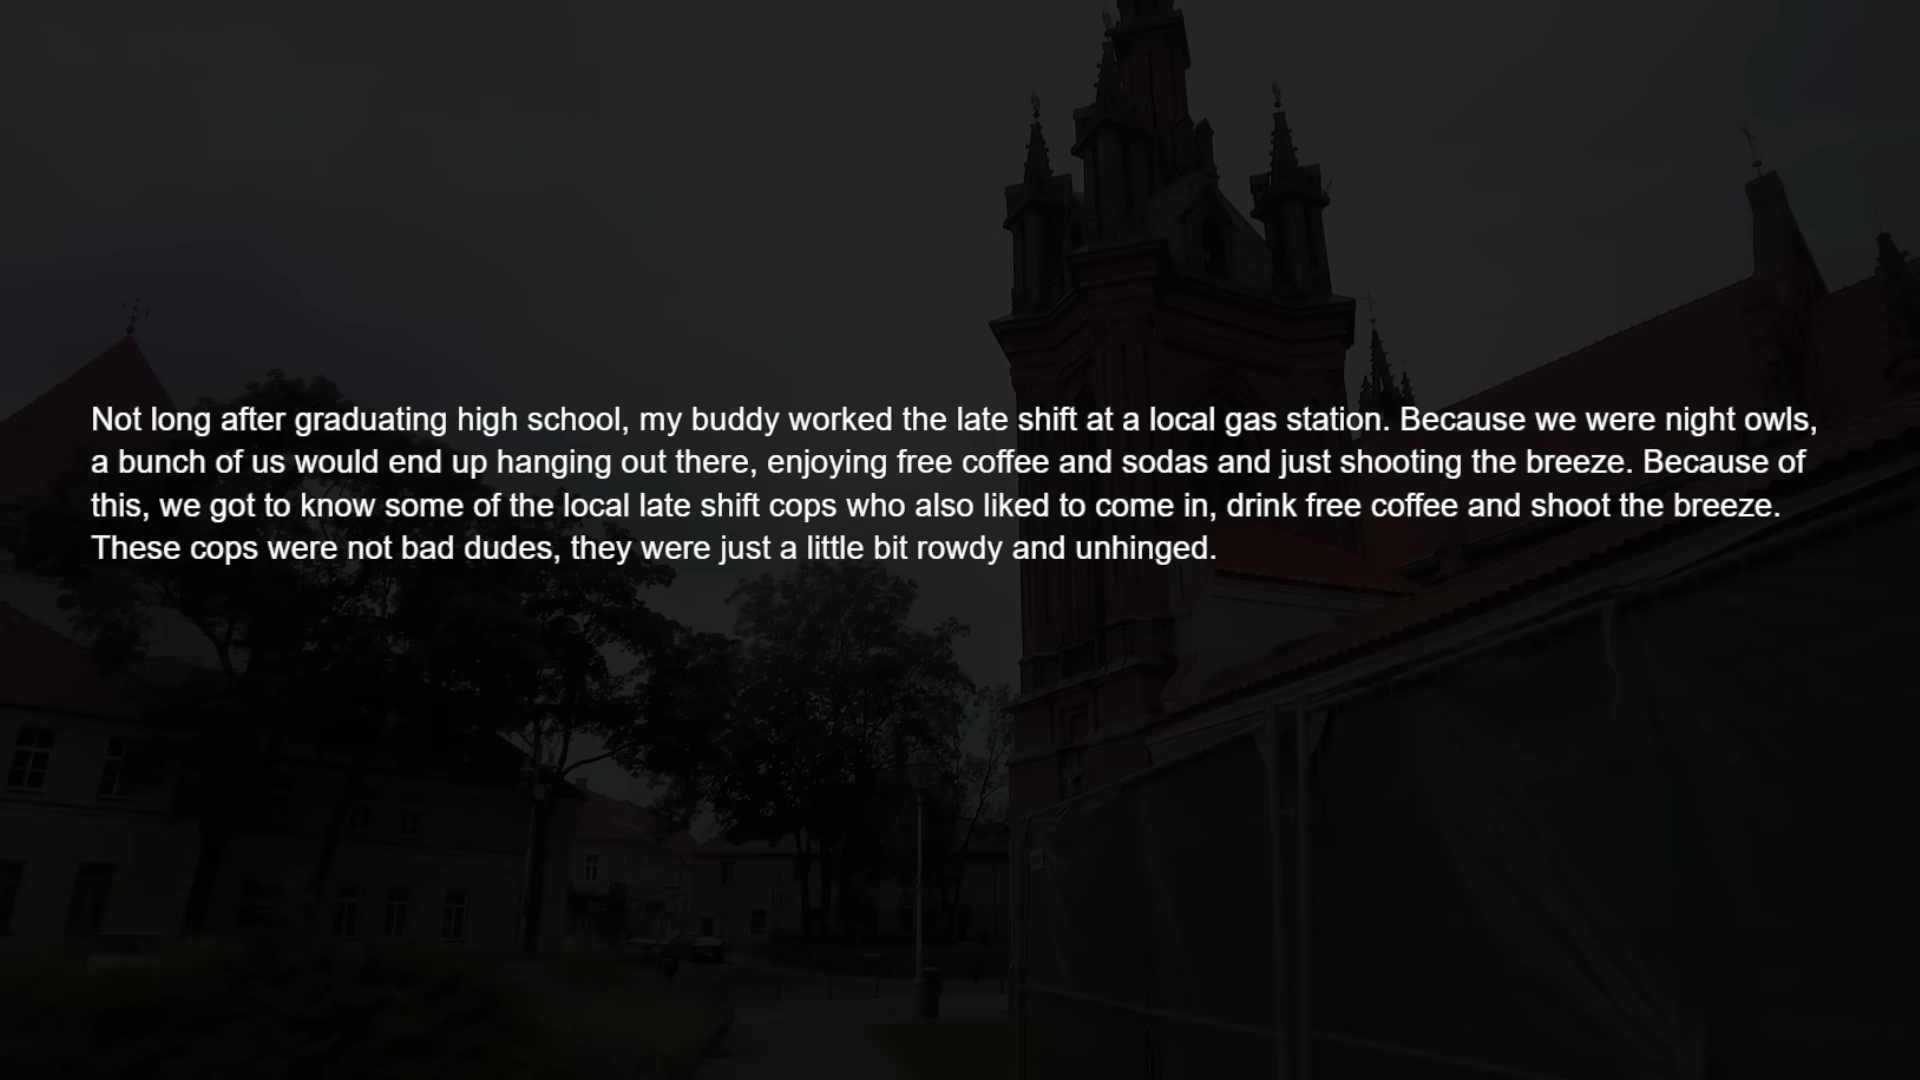 Not long after graduating high school, my buddy worked the late shift at a local gas station. Because we were night owls,
a bunch of us would end up hanging out there, enjoying free coffee and sodas and just shooting the breeze. Because of
this, we got to know some of the local late shift cops who also liked to come in, drink free coffee and shoot the breeze.
These cops were not bad dudes, they were just a little bit rowdy and unhinged.